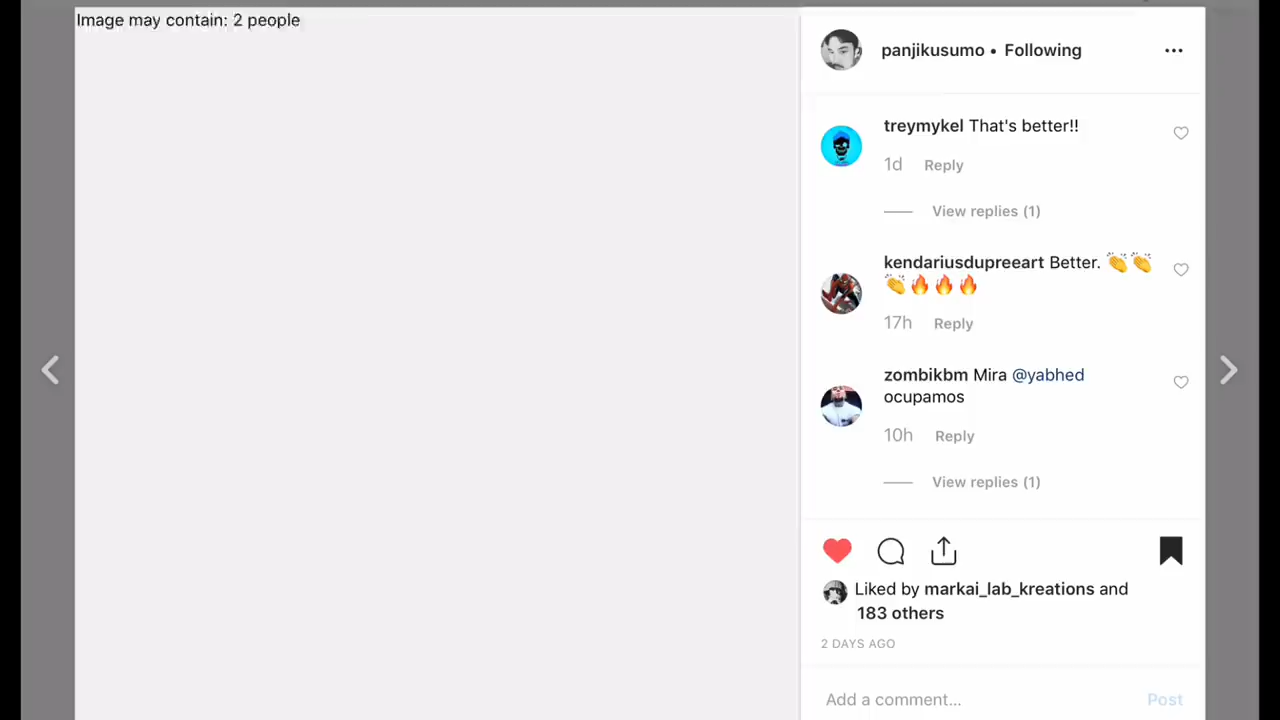 Image may contain: 2 people
panjikusumo • Following
treymykel That's better!!
1d Reply
View replies (1)
kendariusdupreeart Better. 👏👏
👏🔥🔥🔥
17h Reply
zombikbm Mira @yabhed
ocupamos
10h Reply
View replies (1)
Liked by markai_lab_kreations and
183 others
2 DAYS AGO
Add a comment... Post